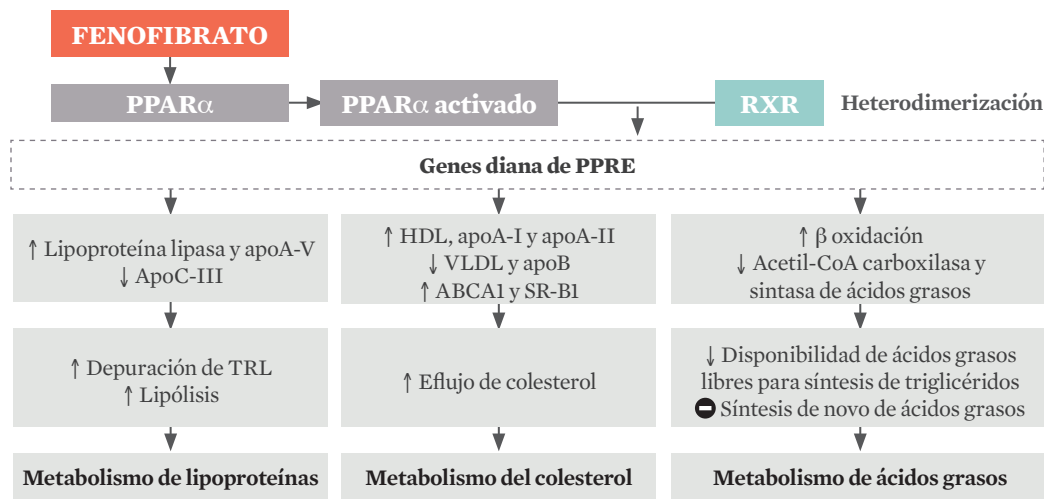 FENOFIBRATO
PPARα
PPARα activado
RXR
Heterodimerización
Genes diana de PPRE
↑ Lipoproteína lipasa y apoA-V
↓ ApoC-III
↑ HDL, apoA-I y apoA-II
↓ VLDL y apoB
↑ ABCA1 y SR-B1
↑ β oxidación
↓ Acetil-CoA carboxilasa y
sintasa de ácidos grasos
↑ Depuración de TRL
↑ Lipólisis
↑ Eflujo de colesterol
↓ Disponibilidad de ácidos grasos
libres para síntesis de triglicéridos
⊖ Síntesis de novo de ácidos grasos
Metabolismo de lipoproteínas
Metabolismo del colesterol
Metabolismo de ácidos grasos